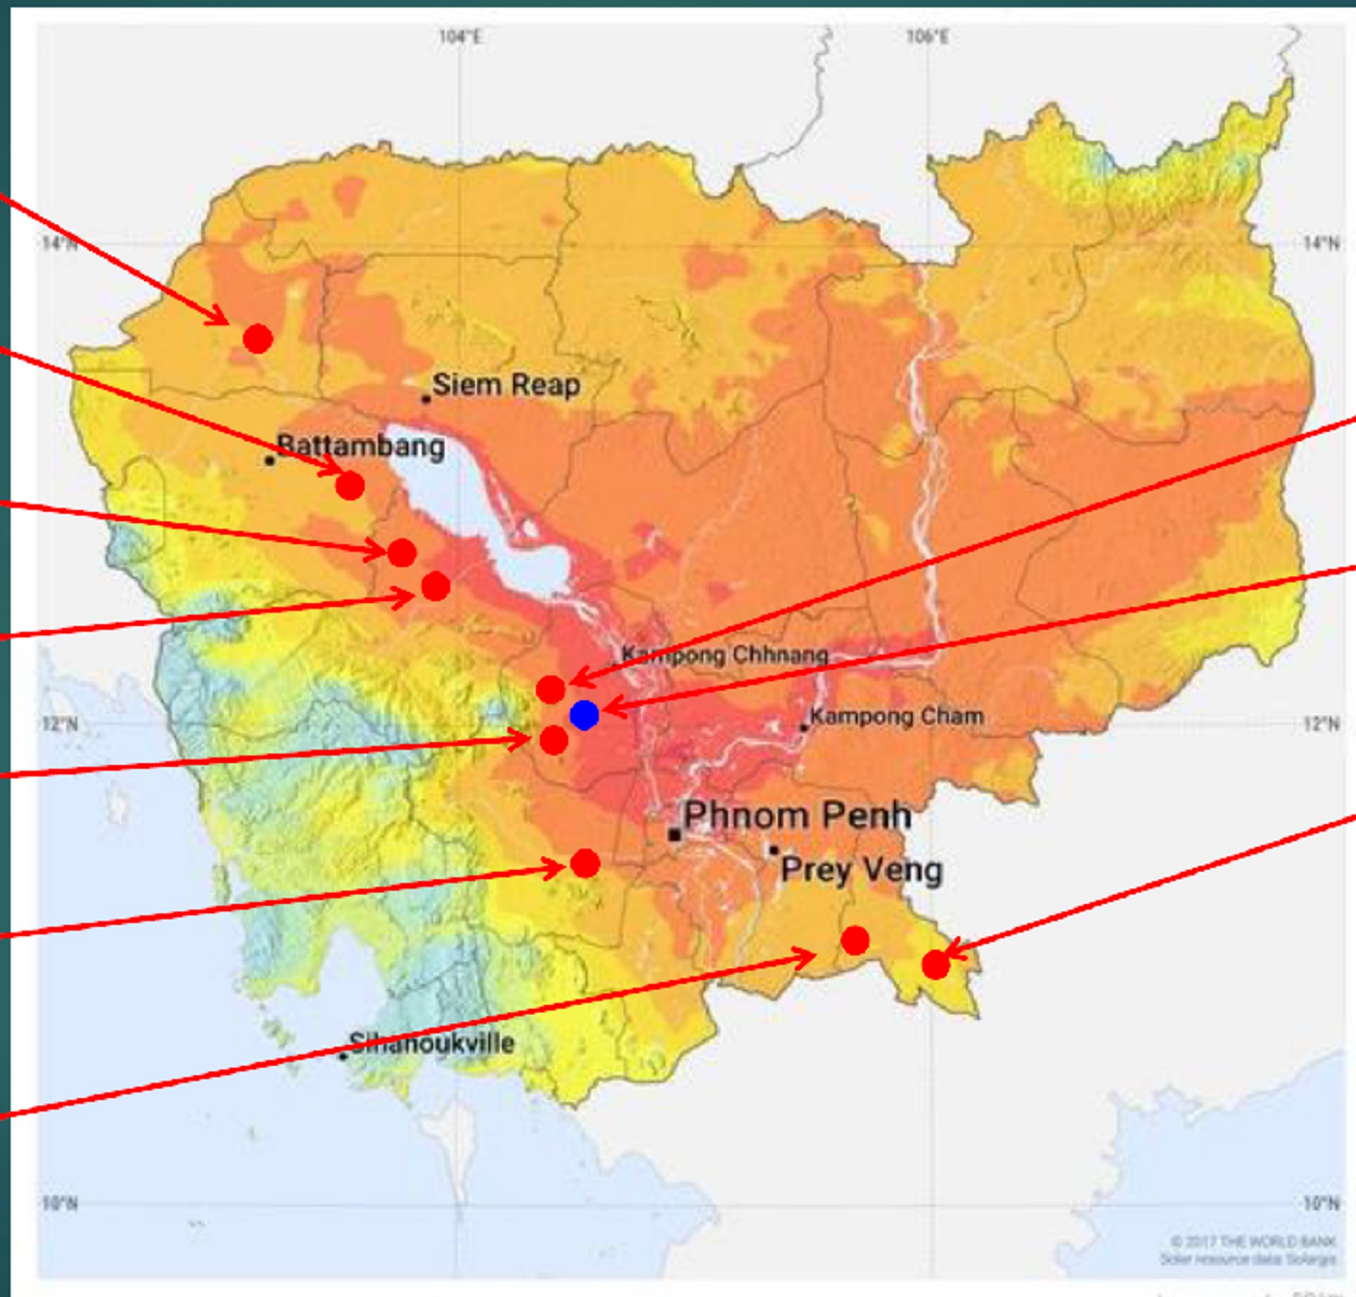 104°E 106°E
14°N 14°N
Siem Reap
Battambang
Kampong Chhnang
12°N 12°N
Kampong Cham
Phnom Penh
Prey Veng
Sihanoukville
10°N 10°N
© 2017 THE WORLD BANK
Solar resource data: Solargis